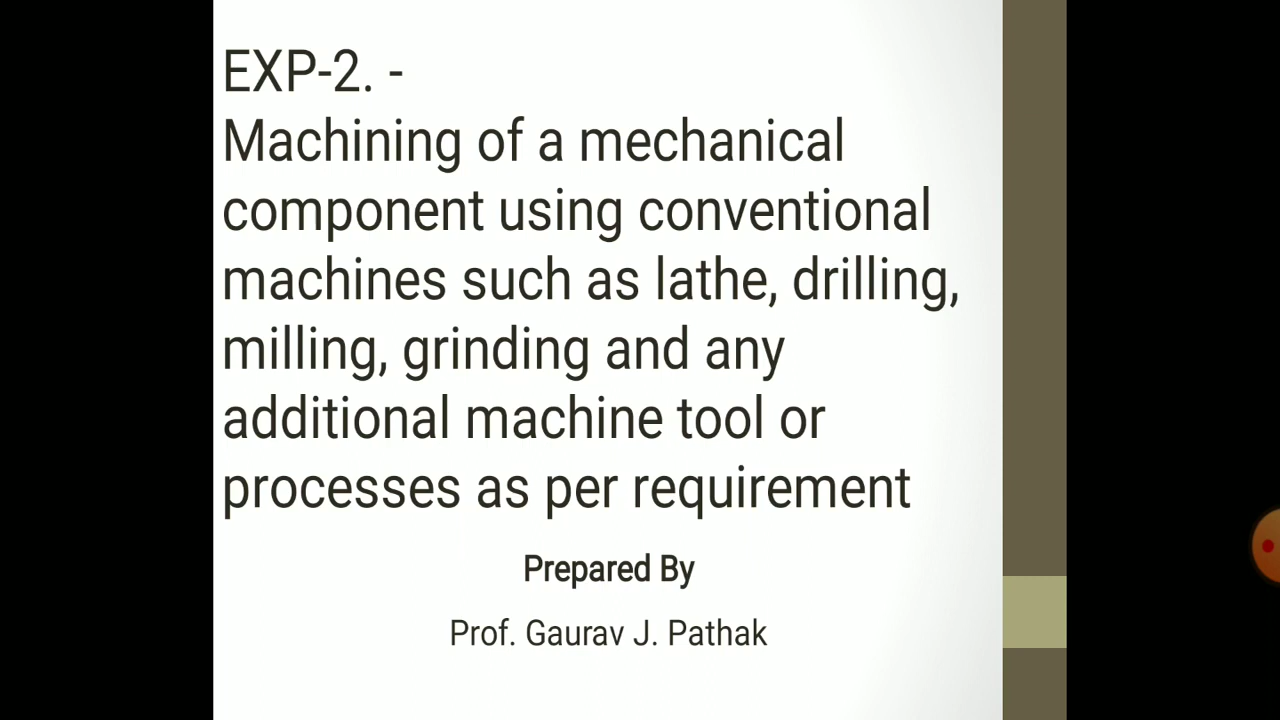 EXP-2. -
Machining of a mechanical
component using conventional
machines such as lathe, drilling,
milling, grinding and any
additional machine tool or
processes as per requirement
Prepared By
Prof. Gaurav J. Pathak